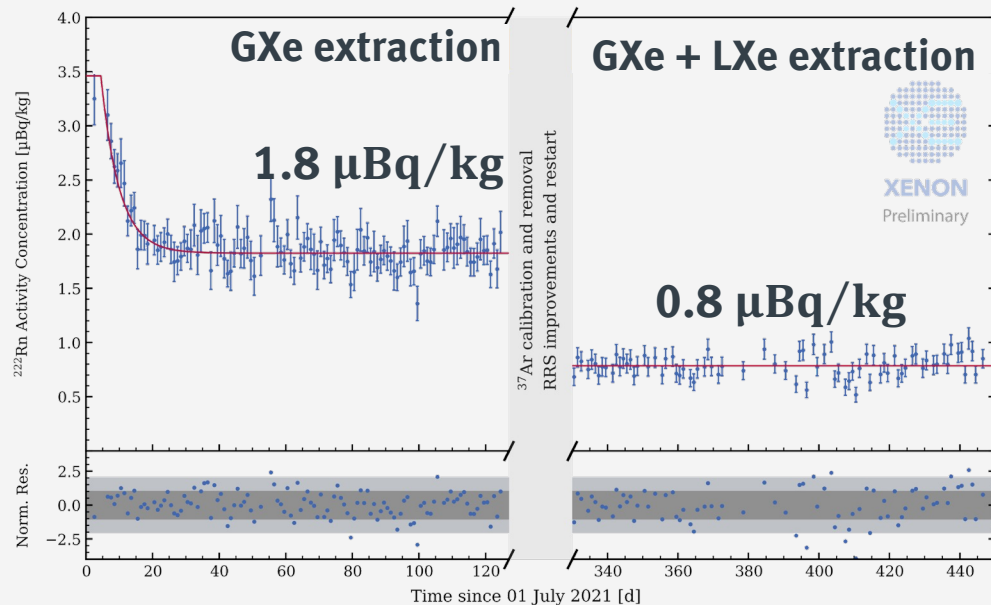 GXe extraction
1.8 µBq/kg
GXe + LXe extraction
XENON
Preliminary
0.8 µBq/kg
³⁷Ar calibration and removal
RRS improvements and restart
²²²Rn Activity Concentration [µBq/kg]
4.0
3.5
3.0
2.5
2.0
1.5
1.0
0.5
Norm. Res.
2.5
0.0
−2.5
0 20 40 60 80 100 120 340 360 380 400 420 440
Time since 01 July 2021 [d]